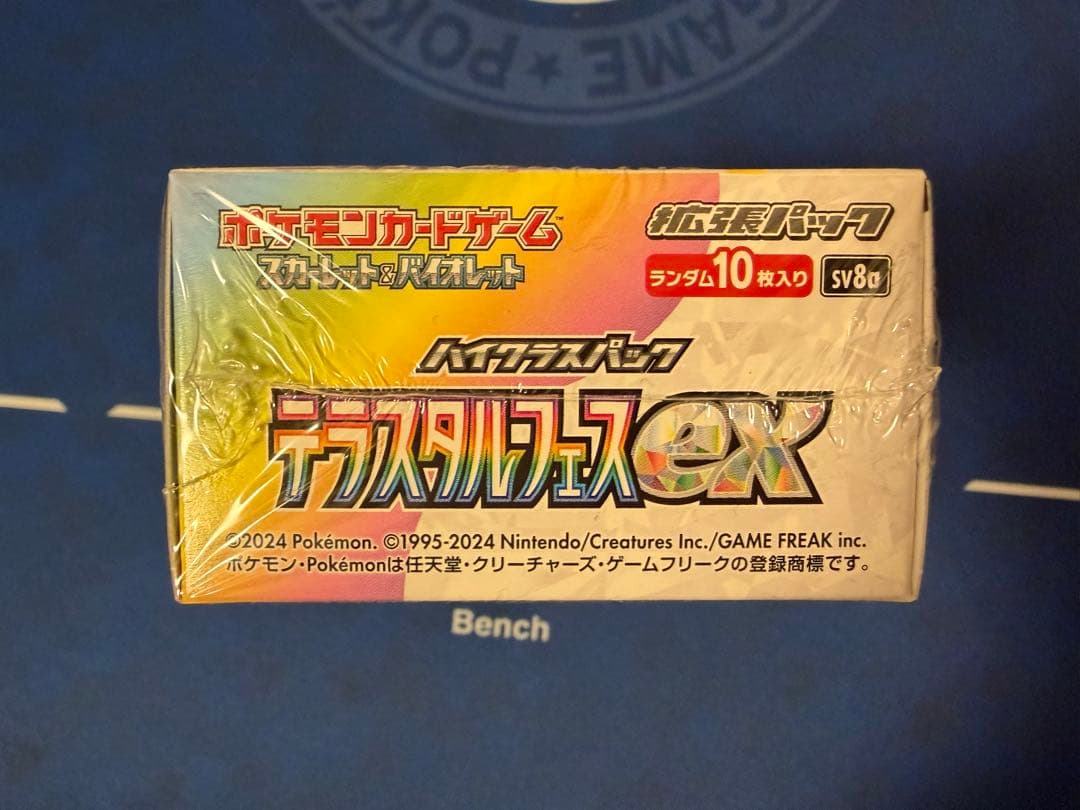 GAME ★ POK
ポケモンカードゲーム™
スカーレット&バイオレット
拡張パック
ランダム10枚入り
SV8a
ハイクラスパック
テラスタルフェスex
©2024 Pokémon. ©1995-2024 Nintendo/Creatures Inc./GAME FREAK inc.
ポケモン・Pokémonは任天堂・クリーチャーズ・ゲームフリークの登録商標です。
Bench